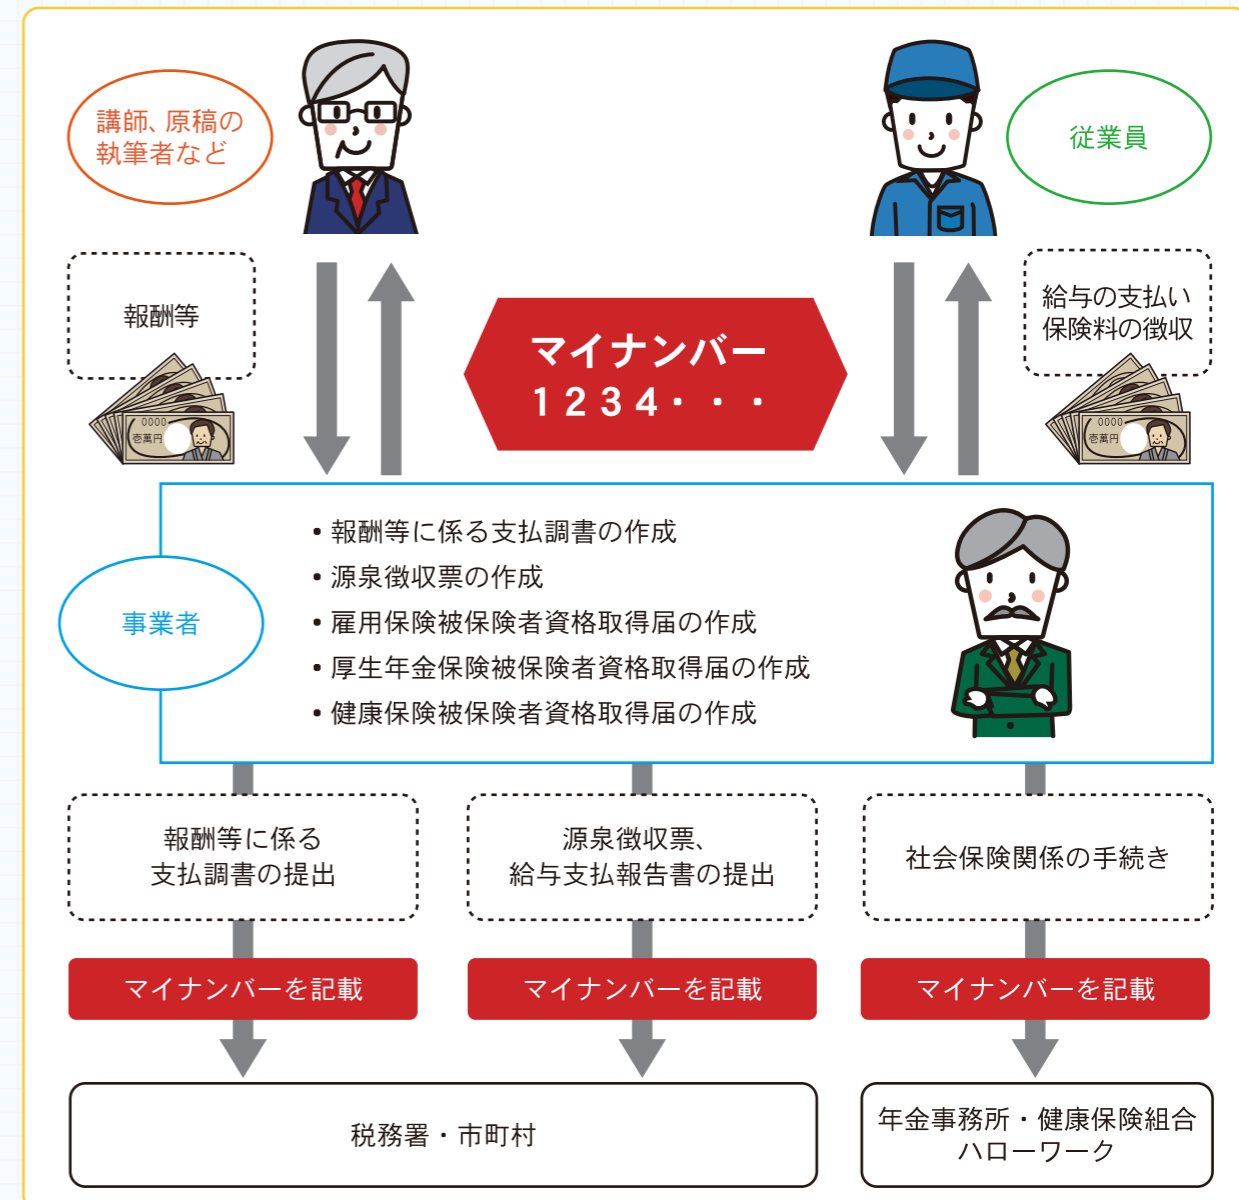 講師、原稿の
執筆者など
従業員
報酬等
給与の支払い
保険料の徴収
0000
壱萬円
0000
壱萬円
マイナンバー
1234・・・
事業者
・報酬等に係る支払調書の作成
・源泉徴収票の作成
・雇用保険被保険者資格取得届の作成
・厚生年金保険被保険者資格取得届の作成
・健康保険被保険者資格取得届の作成
報酬等に係る
支払調書の提出
源泉徴収票、
給与支払報告書の提出
社会保険関係の手続き
マイナンバーを記載
マイナンバーを記載
マイナンバーを記載
税務署・市町村
年金事務所・健康保険組合
ハローワーク